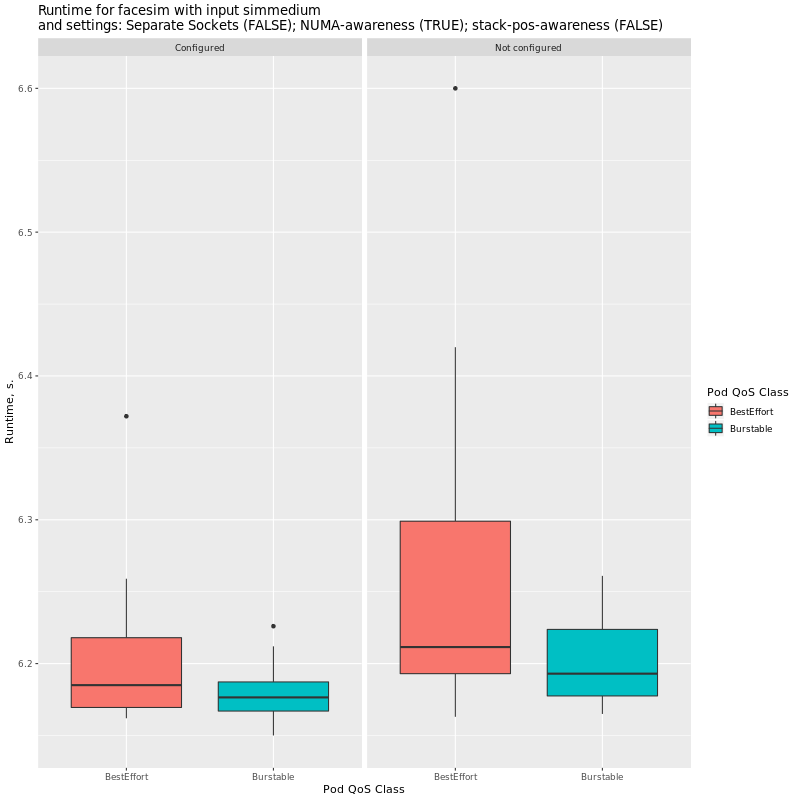 Runtime for facesim with input simmedium
and settings: Separate Sockets (FALSE); NUMA-awareness (TRUE); stack-pos-awareness (FALSE)
Configured
Not configured
6.6
6.5
6.4
6.3
6.2
Runtime, s.
BestEffort
Burstable
BestEffort
Burstable
Pod QoS Class
Pod QoS Class
BestEffort
Burstable